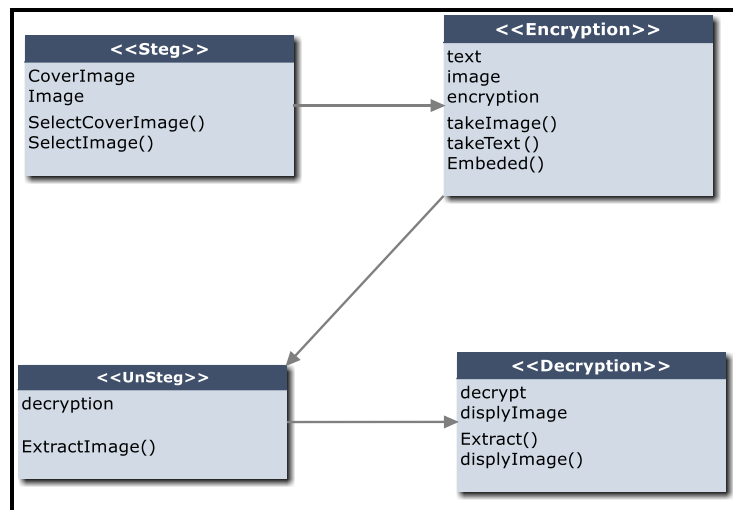 <<Steg>>
CoverImage
Image
SelectCoverImage()
SelectImage()
<<Encryption>>
text
image
encryption
takeImage()
takeText()
Embeded()
<<UnSteg>>
decryption
ExtractImage()
<<Decryption>>
decrypt
displyImage
Extract()
displyImage()